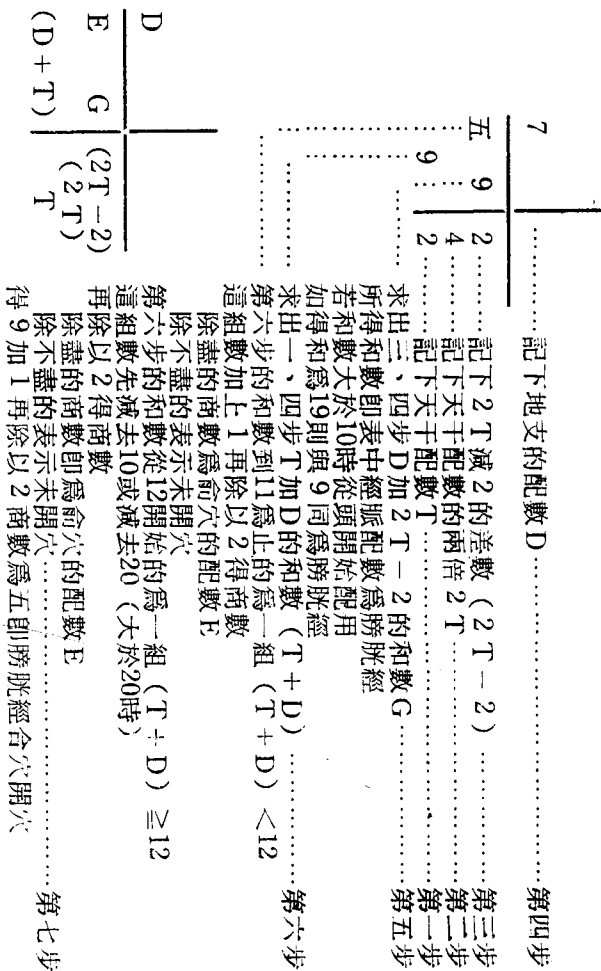 7………記下地支的配數D………第四步
五 9 2……記下2T減2的差數(2T-2)………第三步
4……記下天干配數的兩倍2T………第二步
9 2……記下天干配數T………第一步
求出三、四步D加2T-2的和數G………第五步
所得和數即表中經脈配數爲膀胱經
若和數大於10時從頭開始配用
如得和爲19則與9同爲膀胱經
求出一、四步T加D的和數(T+D)………第六步
第六步的和數到11爲止的爲一組(T+D)<12
這組數加上1再除以2得商數
除盡的商數爲俞穴的配數E
除不盡的表示未開穴
第六步的和數從12開始的爲一組(T+D)≧12
這組數先減去10或減去20(大於20時)
再除以2得商數
除盡的商數卽爲俞穴的配數E
除不盡的表示未開穴………第七步
得9加1再除以2商數爲五卽膀胱經合穴開穴
D
E G (2T-2)
(2T)
(D+T) T